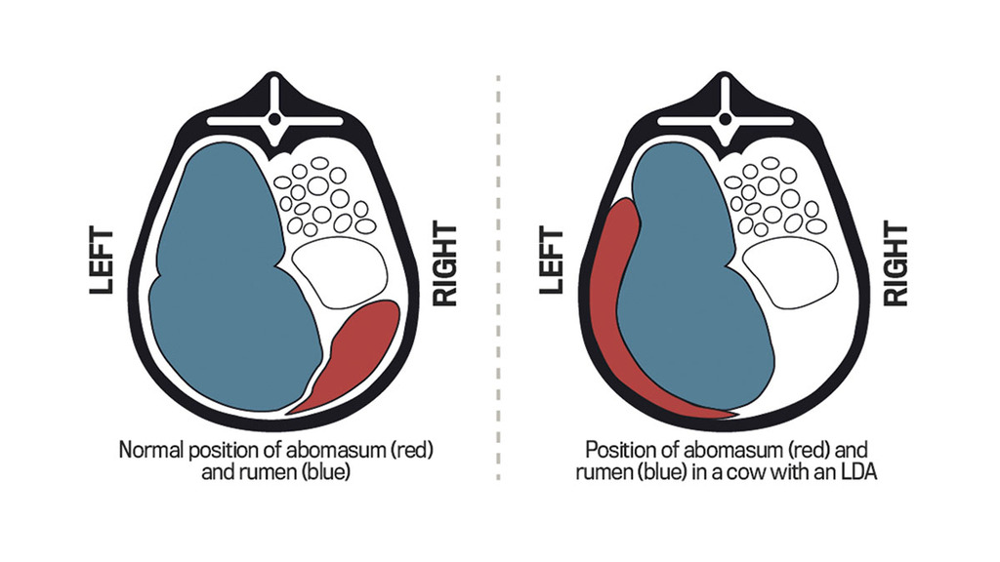 LEFT
RIGHT
Normal position of abomasum (red)
and rumen (blue)
LEFT
RIGHT
Position of abomasum (red) and
rumen (blue) in a cow with an LDA